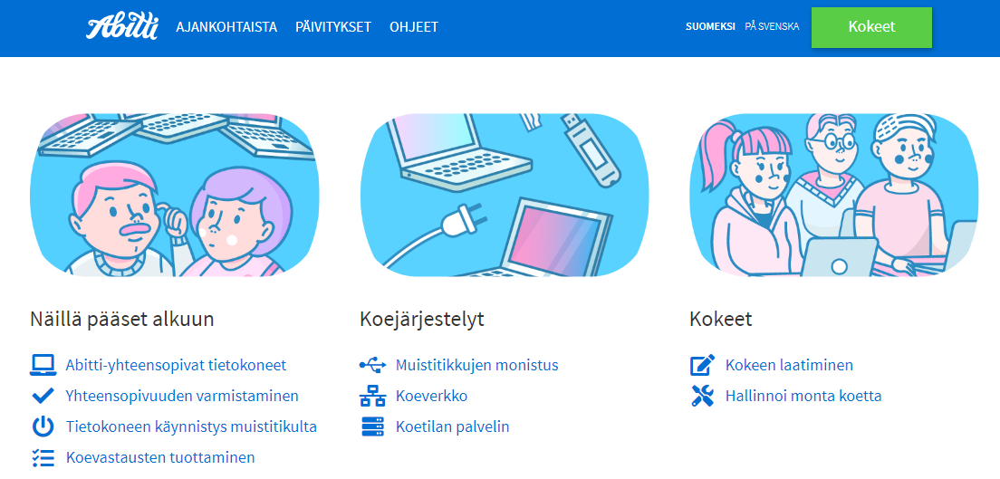 Abitti AJANKOHTAISTA PÄIVITYKSET OHJEET SUOMEKSI PÅ SVENSKA Kokeet
Näillä pääset alkuun
Abitti-yhteensopivat tietokoneet
Yhteensopivuuden varmistaminen
Tietokoneen käynnistys muistitikulta
Koevastausten tuottaminen
Koejärjestelyt
Muistitikkujen monistus
Koeverkko
Koetilan palvelin
Kokeet
Kokeen laatiminen
Hallinnoi monta koetta